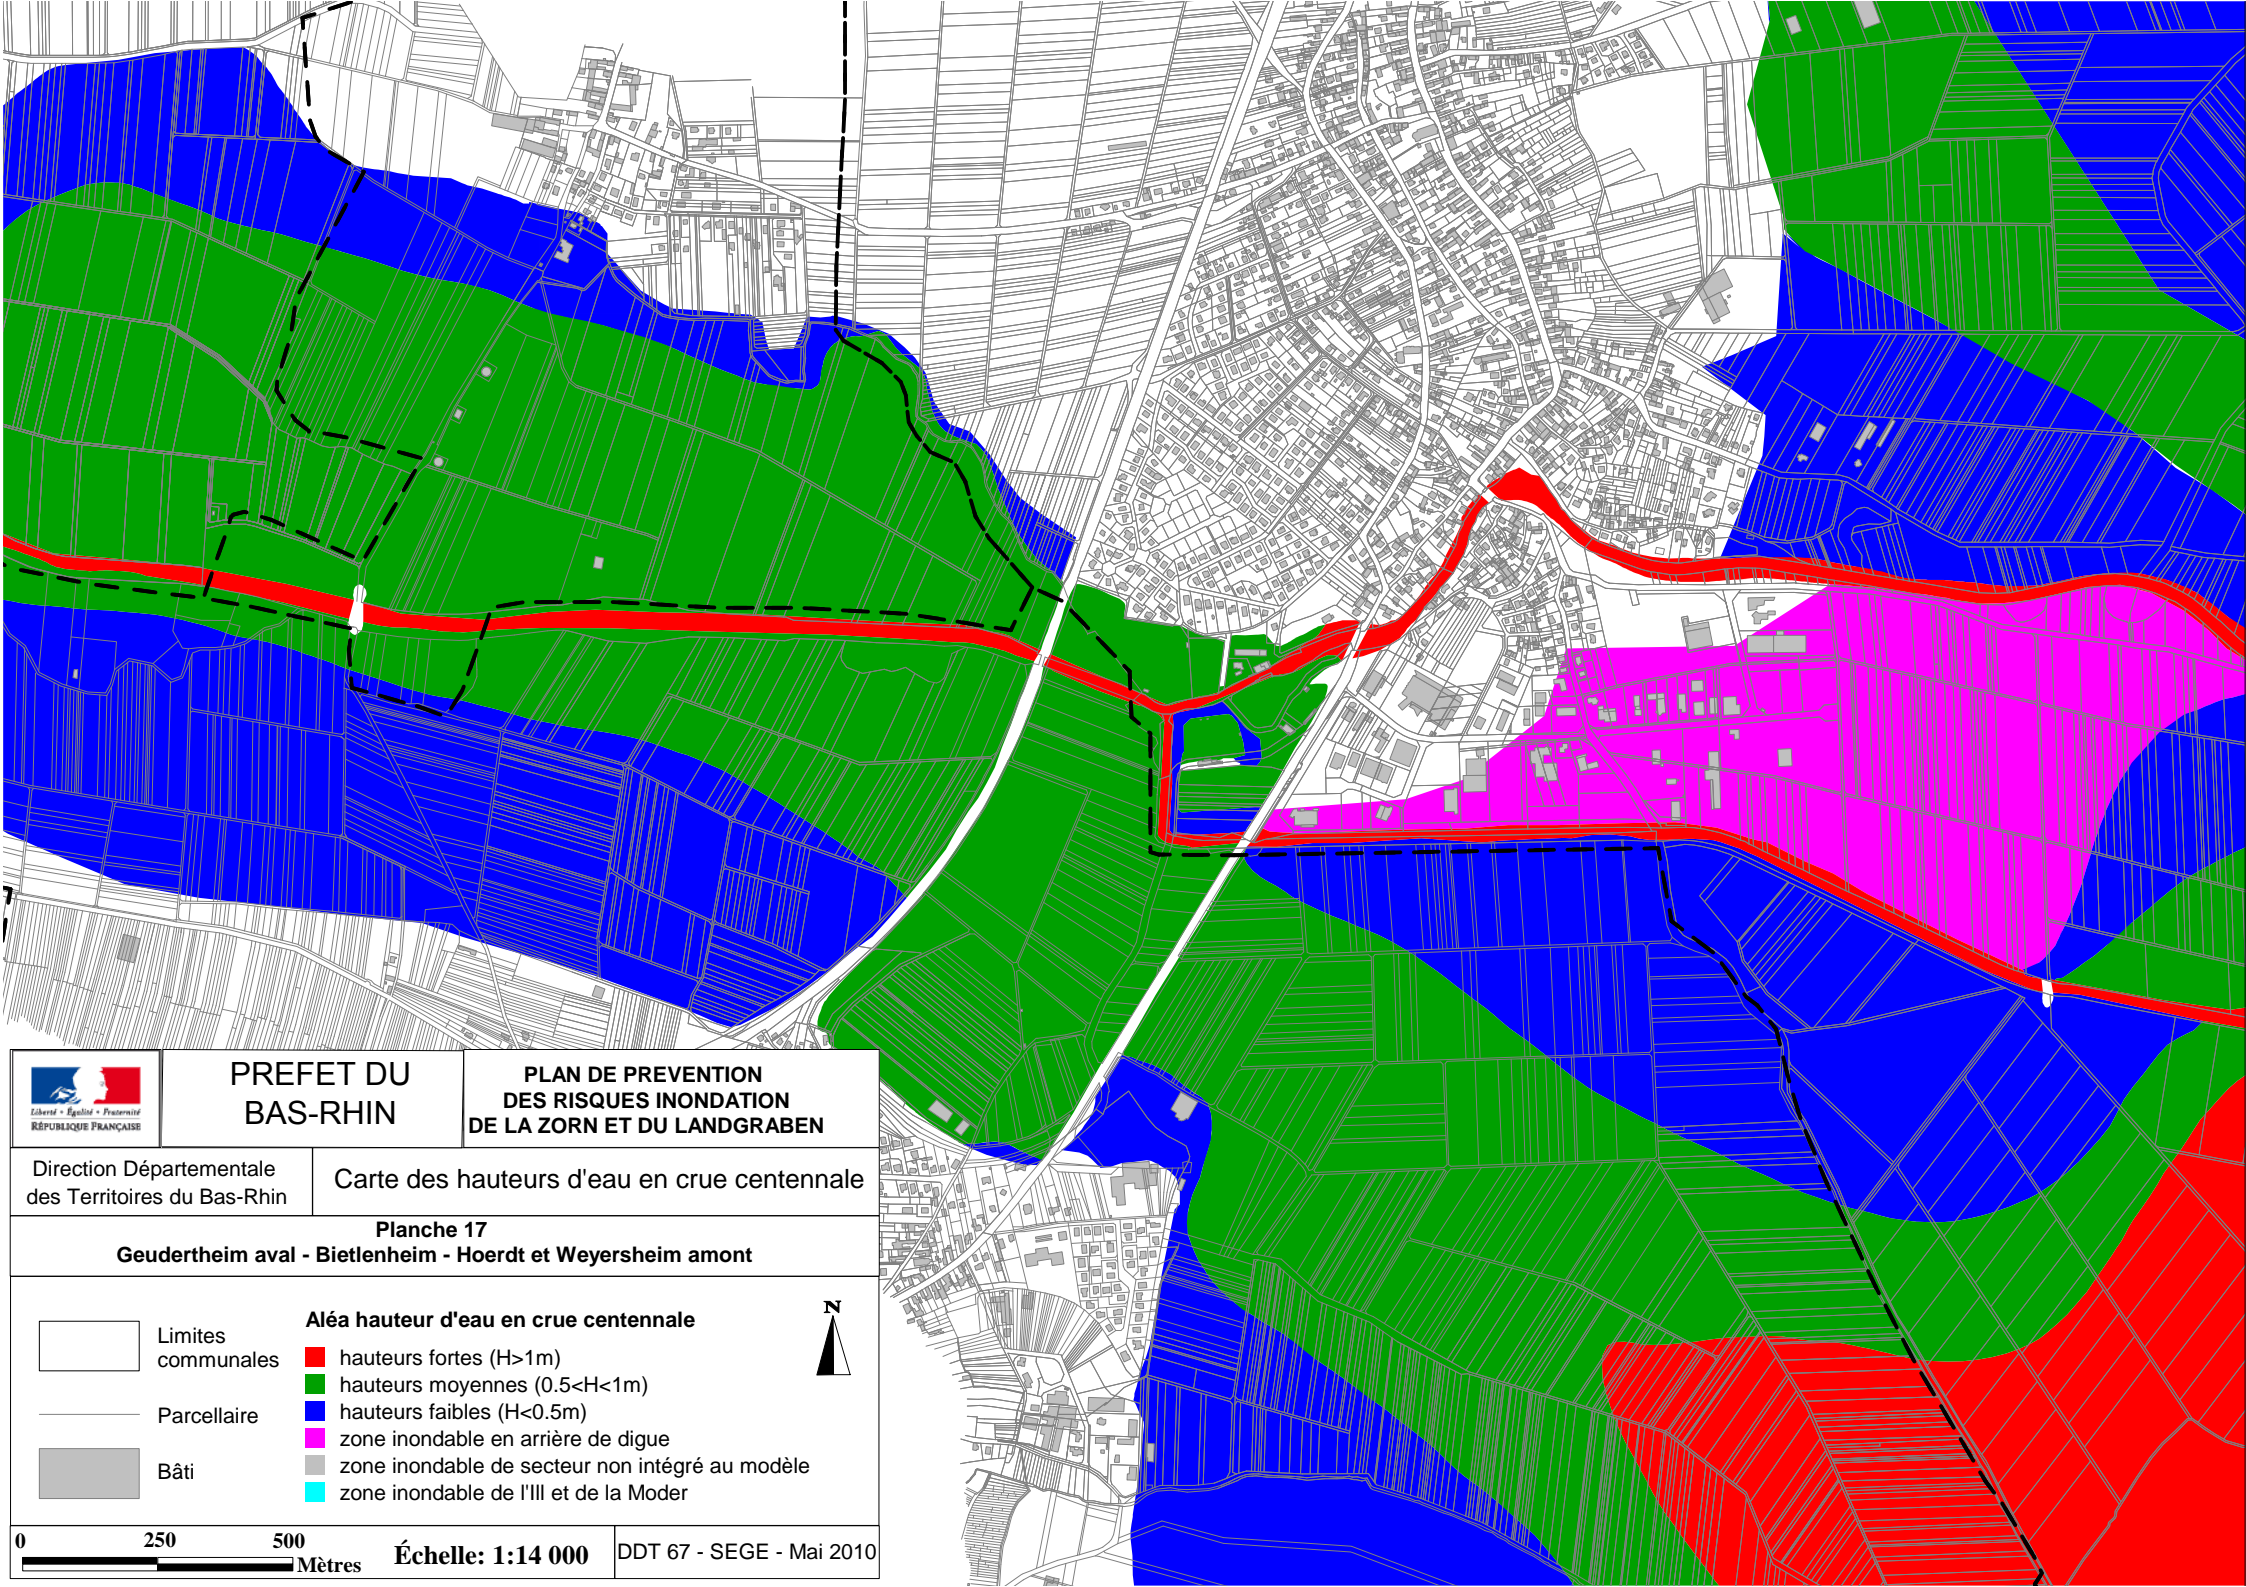 Liberté • Égalité • Fraternité
RÉPUBLIQUE FRANÇAISE
PREFET DU
BAS-RHIN
PLAN DE PREVENTION
DES RISQUES INONDATION
DE LA ZORN ET DU LANDGRABEN
Direction Départementale
des Territoires du Bas-Rhin
Carte des hauteurs d'eau en crue centennale
Planche 17
Geudertheim aval - Bietlenheim - Hoerdt et Weyersheim amont
Limites
communales
Parcellaire
Bâti
Aléa hauteur d'eau en crue centennale
hauteurs fortes (H>1m)
hauteurs moyennes (0.5<H<1m)
hauteurs faibles (H<0.5m)
zone inondable en arrière de digue
zone inondable de secteur non intégré au modèle
zone inondable de l'Ill et de la Moder
N
0 250 500
Mètres
Échelle: 1:14 000
DDT 67 - SEGE - Mai 2010